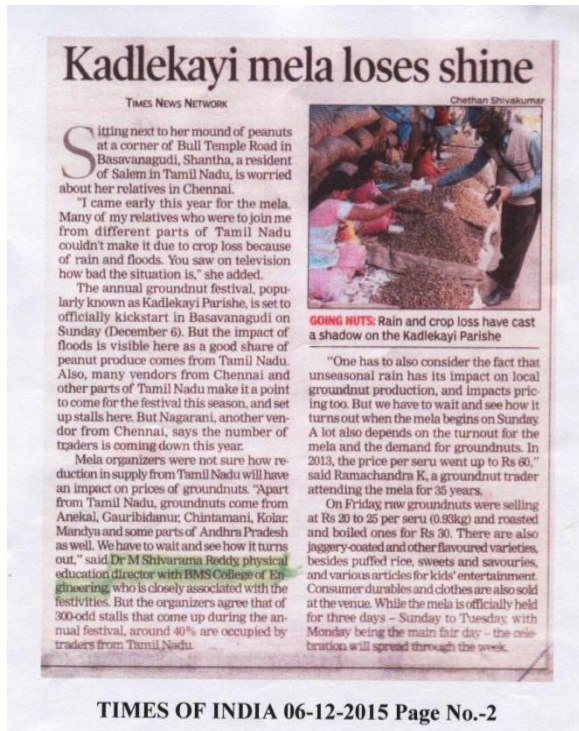 Kadlekayi mela loses shine
TIMES NEWS NETWORK
Sitting next to her mound of peanuts
at a corner of Bull Temple Road in
Basavanagudi, Shantha, a resident
of Salem in Tamil Nadu, is worried
about her relatives in Chennai.
"I came early this year for the mela.
Many of my relatives who were to join me
from different parts of Tamil Nadu
couldn't make it due to crop loss because
of rain and floods. You saw on television
how bad the situation is," she added.
The annual groundnut festival, popu-
larly known as Kadlekayi Parishe, is set to
officially kickstart in Basavanagudi on
Sunday (December 6). But the impact of
floods is visible here as a good share of
peanut produce comes from Tamil Nadu.
Also, many vendors from Chennai and
other parts of Tamil Nadu make it a point
to come for the festival this season, and set
up stalls here. But Nagarani, another ven-
dor from Chennai, says the number of
traders is coming down this year.
Mela organizers were not sure how re-
duction in supply from Tamil Nadu will have
an impact on prices of groundnuts. "Apart
from Tamil Nadu, groundnuts come from
Anekal, Gauribidanur, Chintamani, Kolar,
Mandya and some parts of Andhra Pradesh
as well. We have to wait and see how it turns
out," said Dr M Shivarama Reddy, physical
education director with BMS College of En-
gineering, who is closely associated with the
festivities. But the organizers agree that of
300-odd stalls that come up during the an-
nual festival, around 40% are occupied by
traders from Tamil Nadu.
Chethan Shivakumar
GOING NUTS: Rain and crop loss have cast
a shadow on the Kadlekayi Parishe
"One has to also consider the fact that
unseasonal rain has its impact on local
groundnut production, and impacts pric-
ing too. But we have to wait and see how it
turns out when the mela begins on Sunday.
A lot also depends on the turnout for the
mela and the demand for groundnuts. In
2013, the price per seru went up to Rs 60,"
said Ramachandra K, a groundnut trader
attending the mela for 35 years.
On Friday, raw groundnuts were selling
at Rs 20 to 25 per seru (0.93kg) and roasted
and boiled ones for Rs 30. There are also
jaggery-coated and other flavoured varieties,
besides puffed rice, sweets and savouries,
and various articles for kids' entertainment.
Consumer durables and clothes are also sold
at the venue. While the mela is officially held
for three days – Sunday to Tuesday, with
Monday being the main fair day – the cele-
bration will spread through the week.
TIMES OF INDIA 06-12-2015 Page No.-2